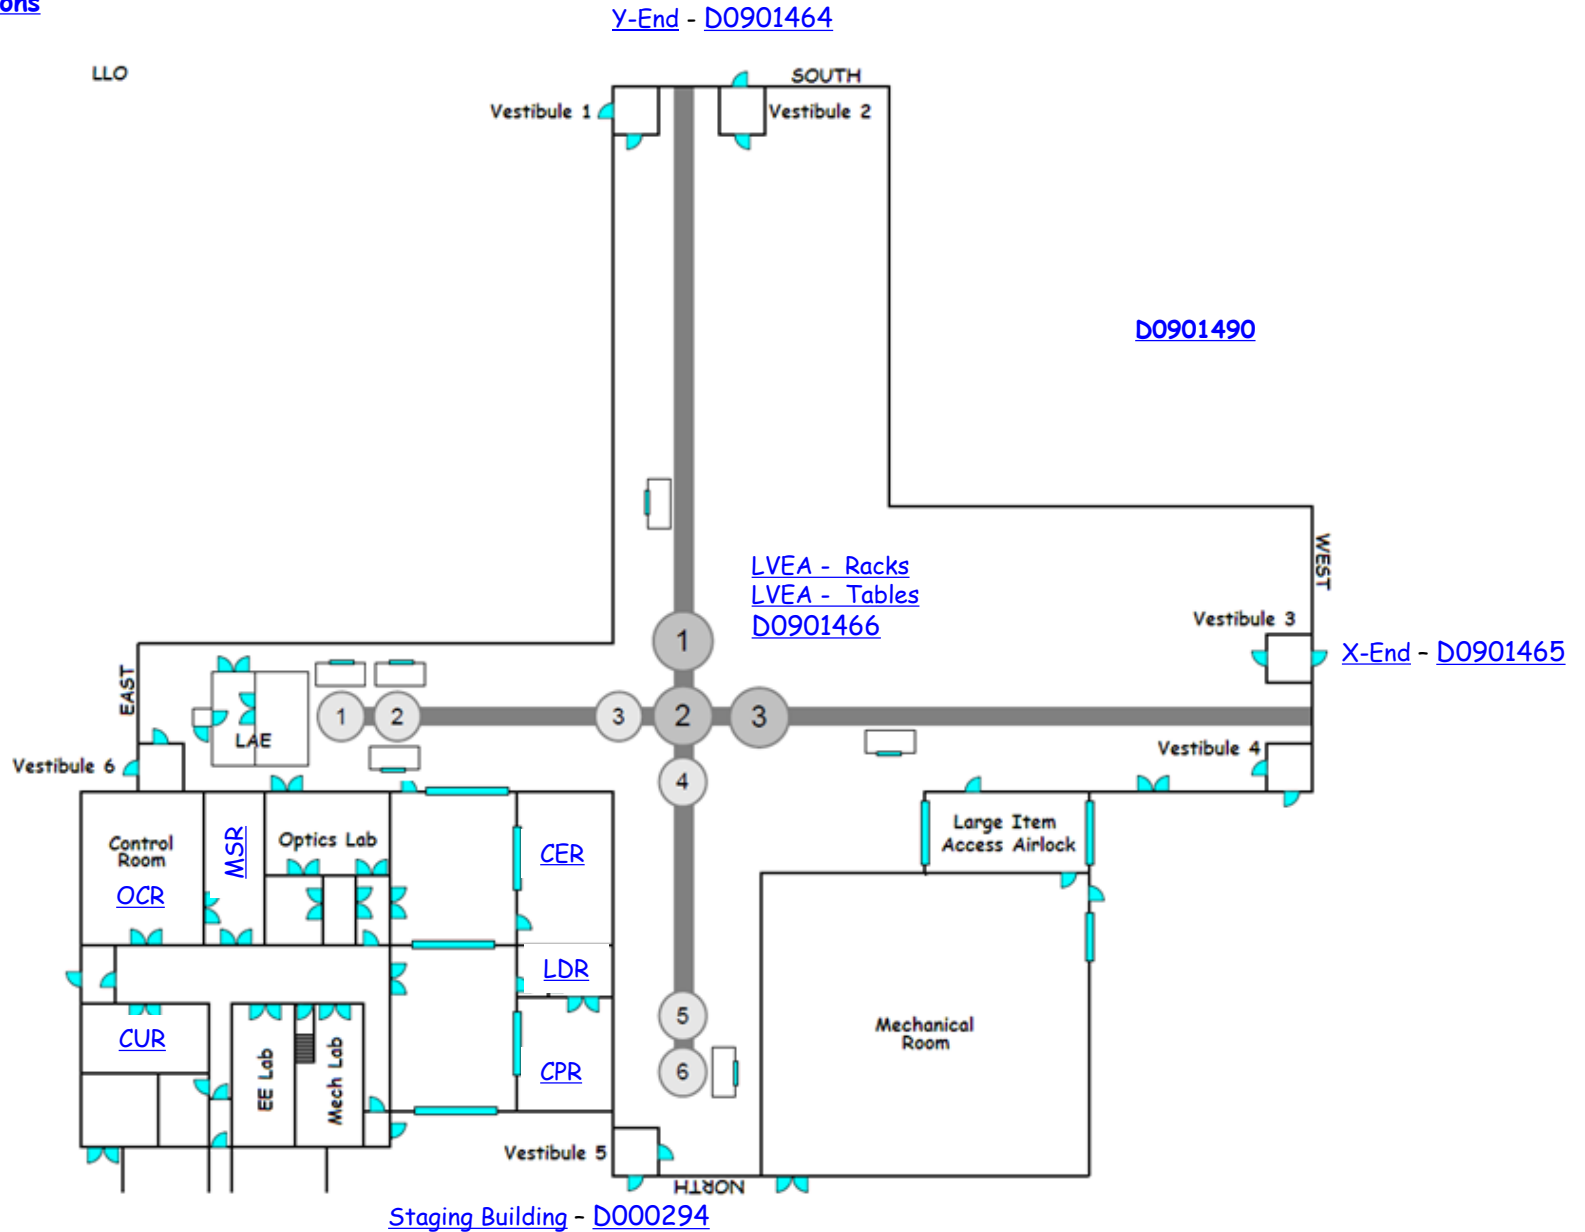 ons
Y-End - D0901464
LLO
SOUTH
Vestibule 1
Vestibule 2
D0901490
WEST
LVEA - Racks
LVEA - Tables
D0901466
Vestibule 3
X-End - D0901465
1
EAST
1
2
3
2
3
LAE
Vestibule 4
Vestibule 6
4
Control
Room
OCR
MSR
Optics Lab
CER
Large Item
Access Airlock
LDR
5
CUR
EE Lab
Mech Lab
CPR
6
Mechanical
Room
Vestibule 5
NORTH
Staging Building - D000294